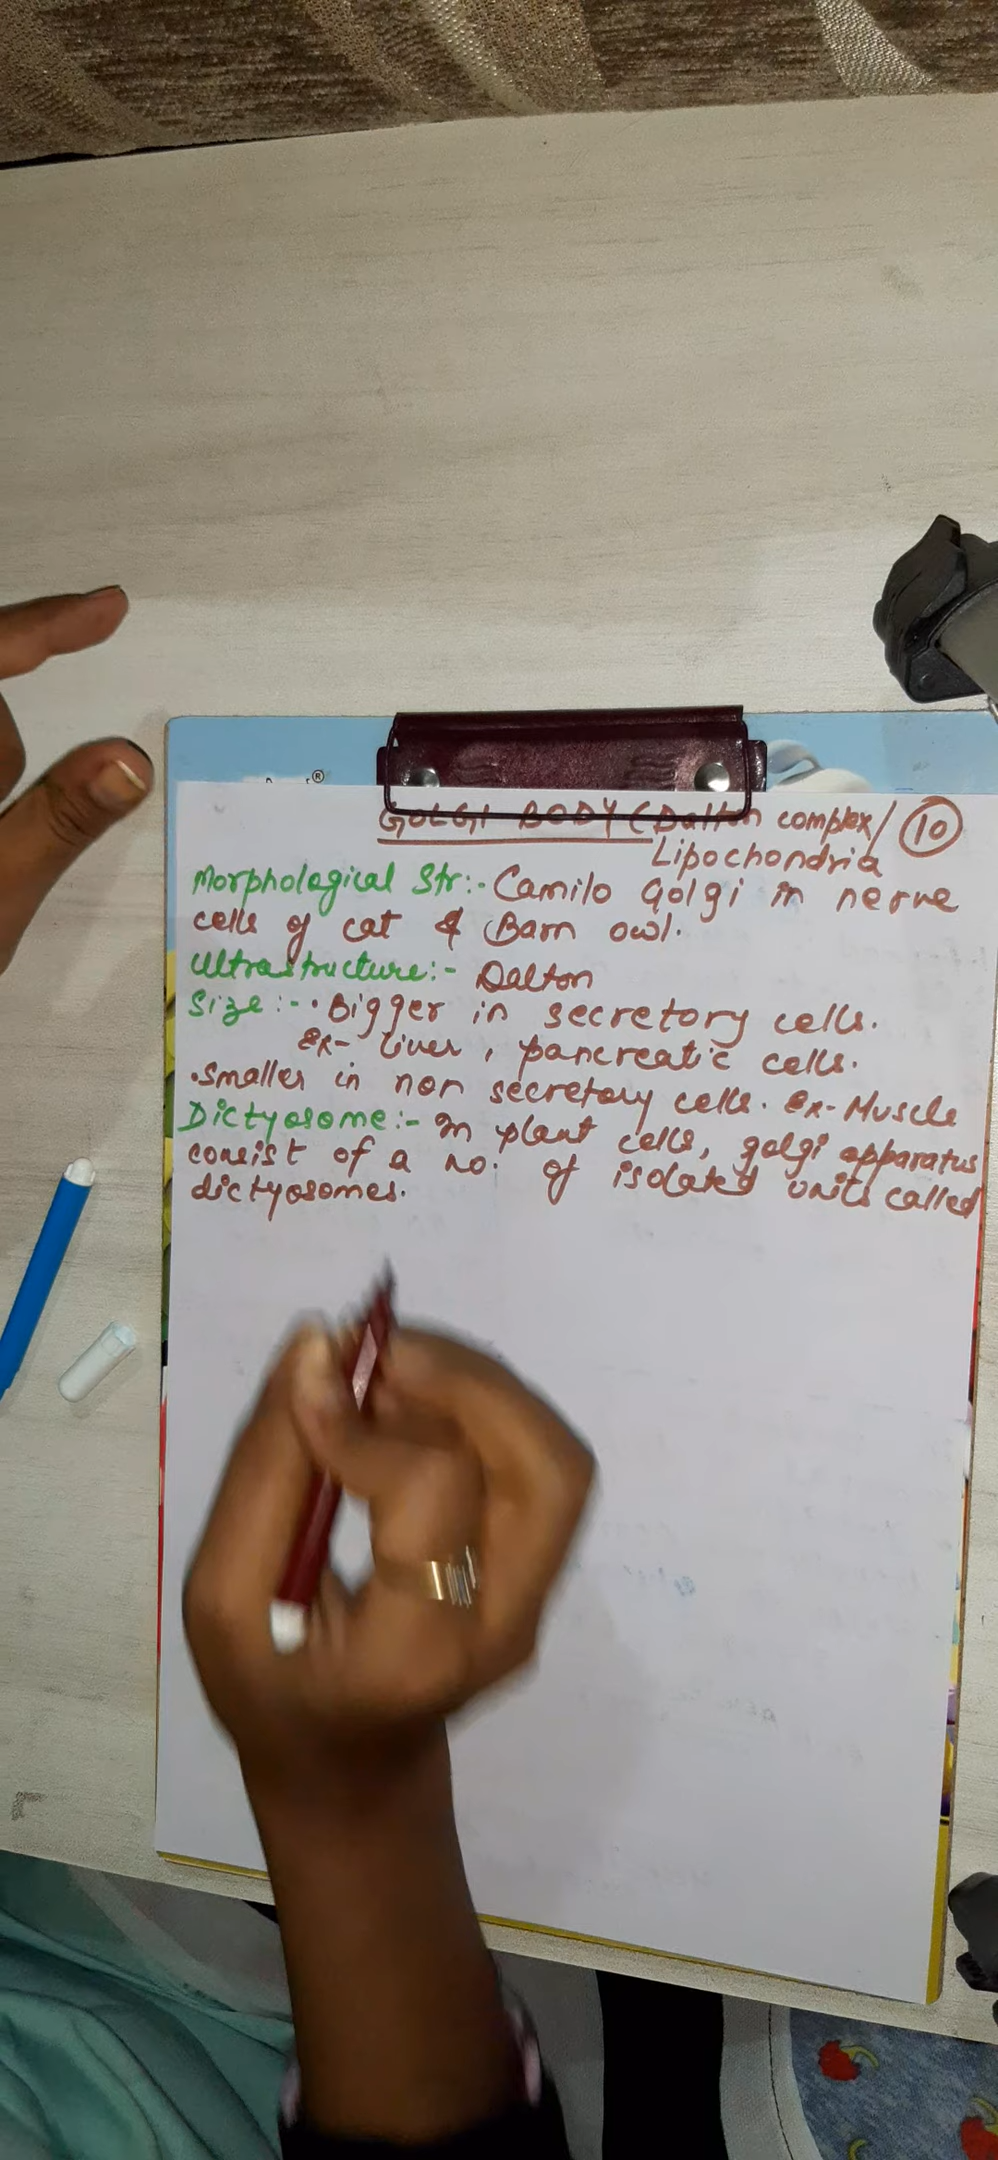 GOLGI BODY (Dalton complex/ 10
Lipochondria
Morphological Str:- Camilo Golgi in nerve
cells of cat & Barn owl.
Ultrastructure:- Dalton
Size:- • Bigger in secretory cells.
Ex- liver, pancreatic cells.
• Smaller in non secretory cells. Ex- Muscle
Dictyosome:- In plant cells, golgi apparatus
consist of a no. of isolated units called
dictyosomes.